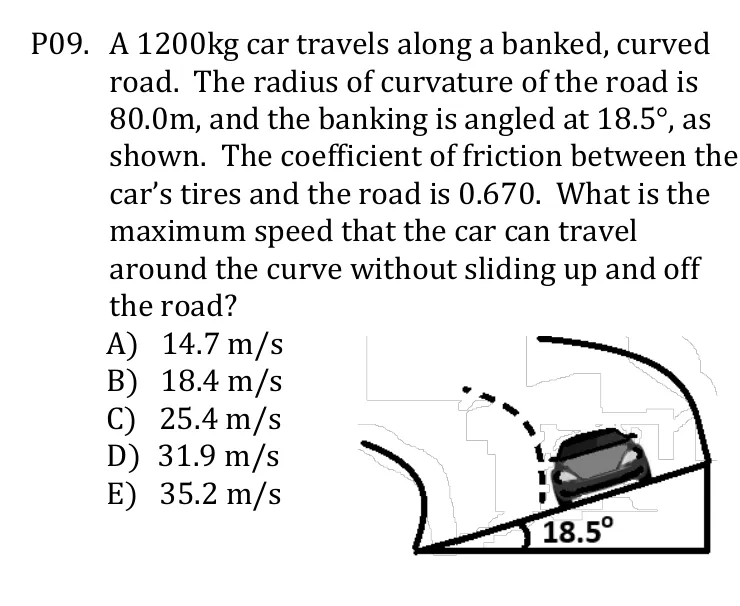 P09. A 1200kg car travels along a banked, curved
road. The radius of curvature of the road is
80.0m, and the banking is angled at 18.5°, as
shown. The coefficient of friction between the
car's tires and the road is 0.670. What is the
maximum speed that the car can travel
around the curve without sliding up and off
the road?
A) 14.7 m/s
B) 18.4 m/s
C) 25.4 m/s
D) 31.9 m/s
E) 35.2 m/s
18.5°